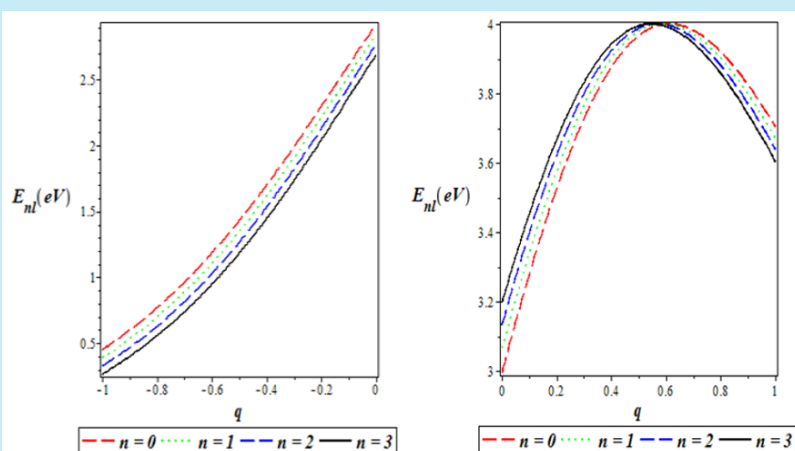 2.5
2
1.5
1
0.5
E_nl(eV)
-1 -0.8 -0.6 -0.4 -0.2 0
q
n = 0 n = 1 n = 2 n = 3
4
3.8
3.6
3.4
3.2
3
E_nl(eV)
0 0.2 0.4 0.6 0.8 1
q
n = 0 n = 1 n = 2 n = 3